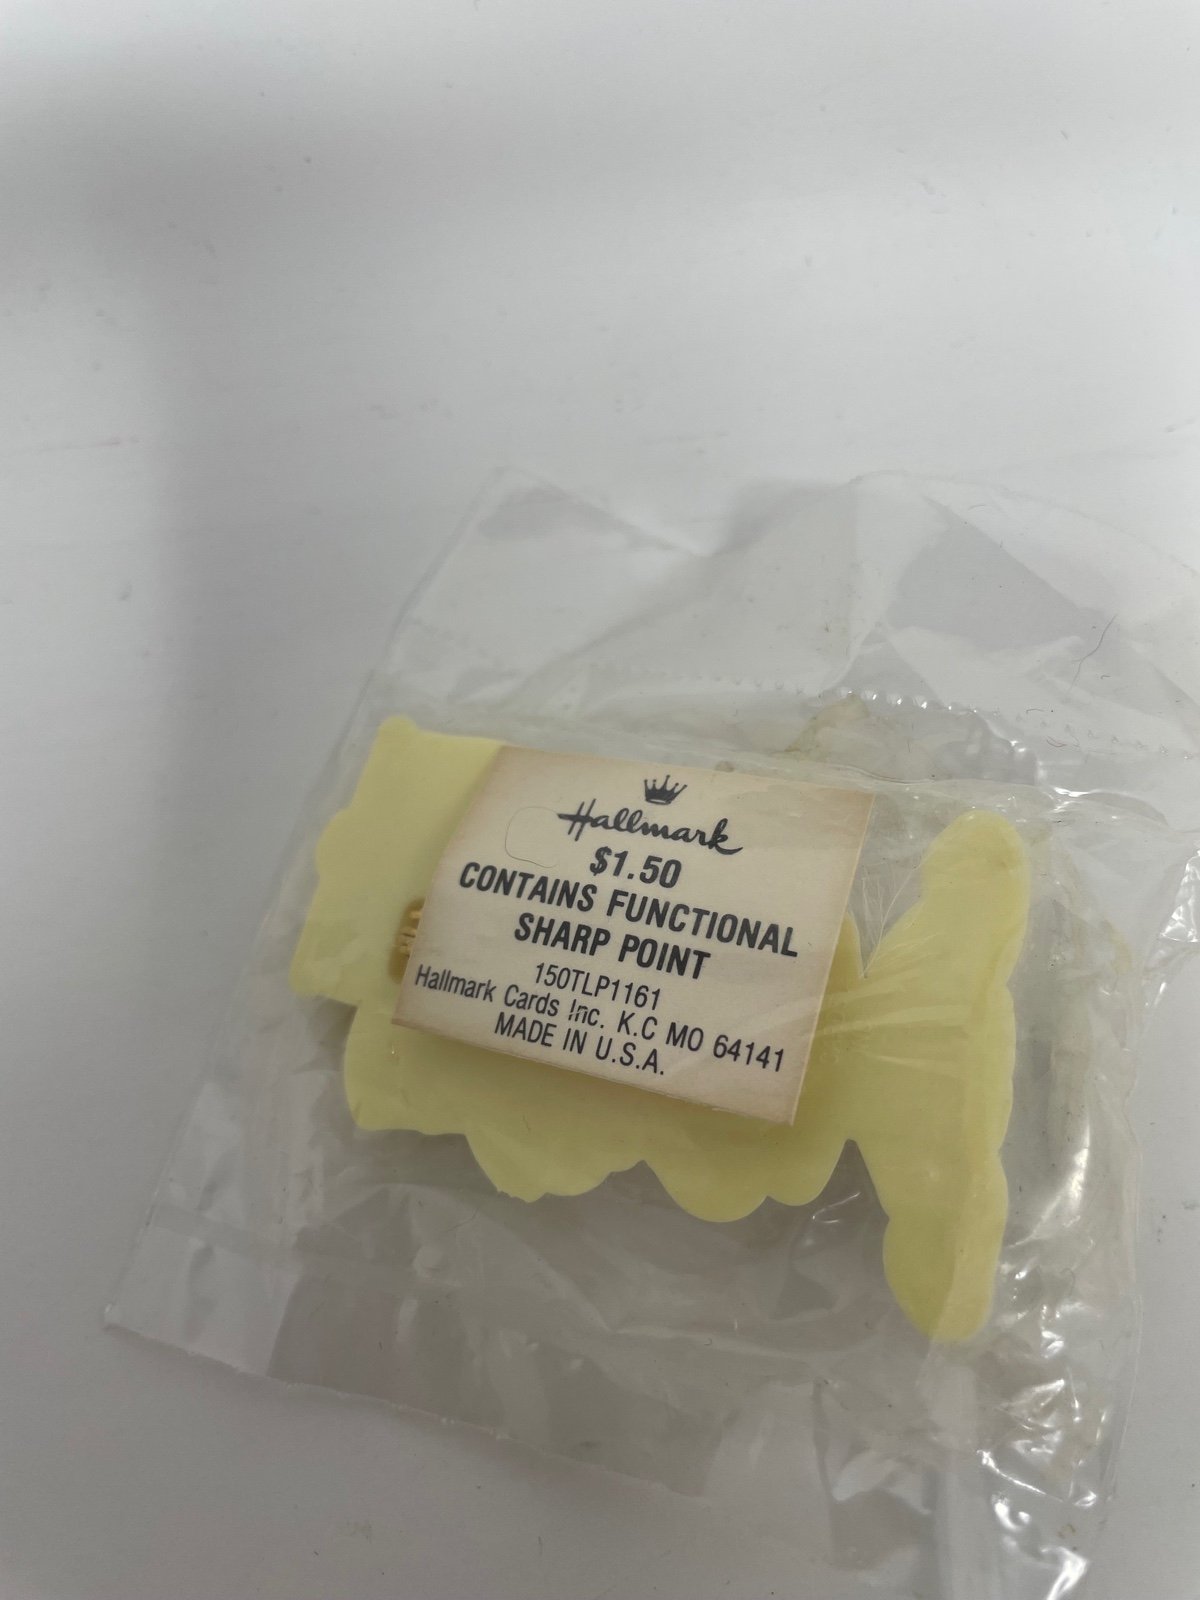 Hallmark
$1.50
CONTAINS FUNCTIONAL
SHARP POINT
150TLP1161
Hallmark Cards Inc. K.C MO 64141
MADE IN U.S.A.